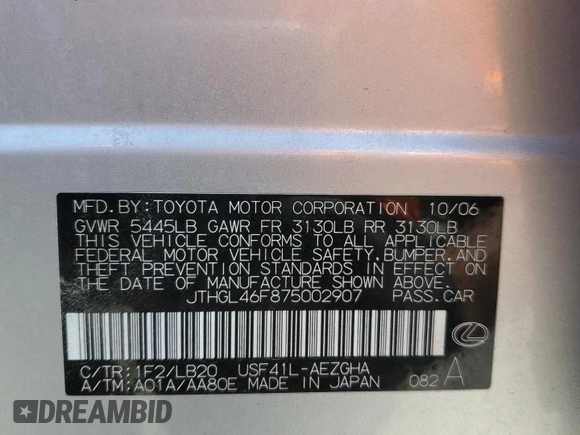 MFD.BY:TOYOTA MOTOR CORPORATION 10/06
GVWR 5445LB GAWR FR 3130LB RR 3130LB
THIS VEHICLE CONFORMS TO ALL APPLICABLE
FEDERAL MOTOR VEHICLE SAFETY,BUMPER,AND
THEFT PREVENTION STANDARDS IN EFFECT ON
THE DATE OF MANUFACTURE SHOWN ABOVE.
JTHGL46F875002907 PASS.CAR
C/TR:1F2/LB20 USF41L-AEZGHA
A/TM:A01A/AA80E MADE IN JAPAN 082 A
DREAMBID